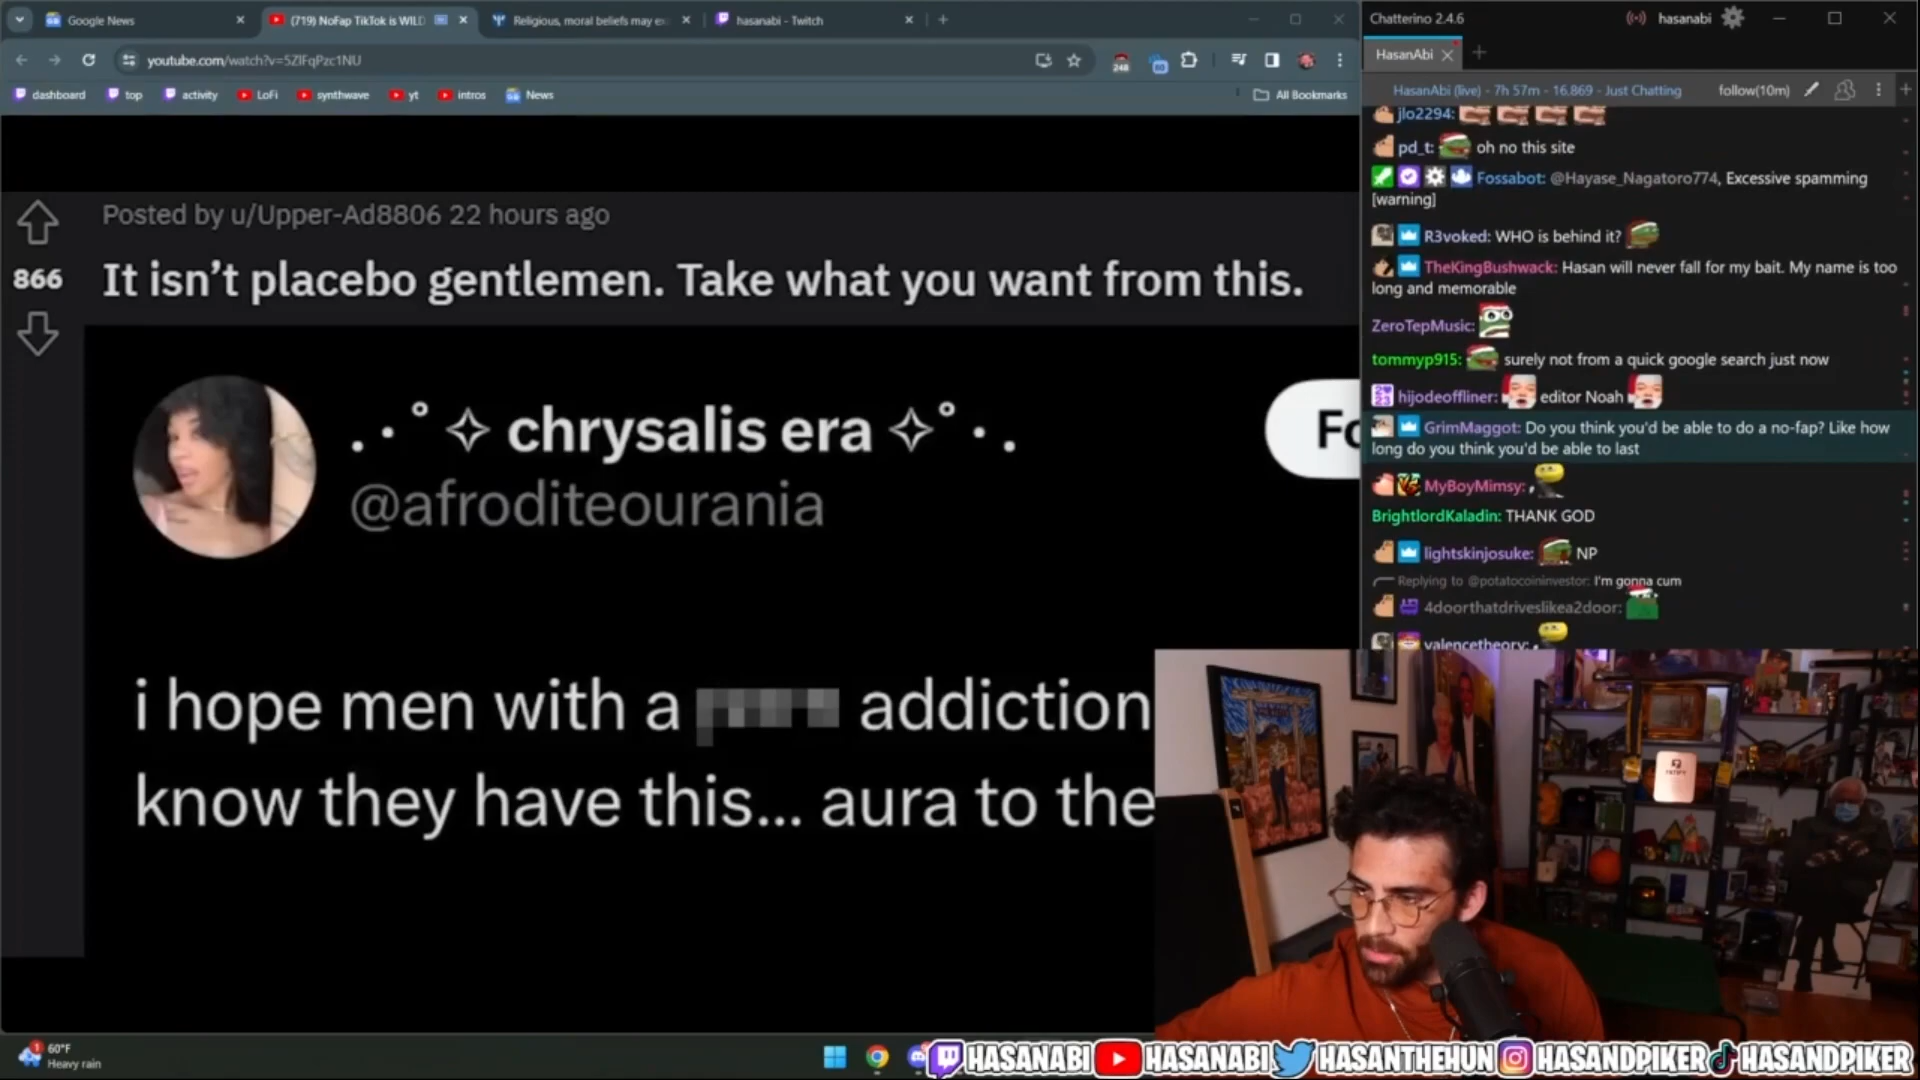 Google News
(719) NoFap TikTok is WILD
Religious, moral beliefs may ex
hasanabi - Twitch
youtube.com/watch?v=5ZlFqPzc1NU
248
dashboard
top
activity
LoFi
synthwave
yt
intros
News
All Bookmarks
Posted by u/Upper-Ad8806 22 hours ago
866
It isn't placebo gentlemen. Take what you want from this.
chrysalis era
@afroditeourania
Fo
i hope men with a
addiction
know they have this... aura to the
Chatterino 2.4.6
hasanabi
HasanAbi
HasanAbi (live) - 7h 57m - 16,869 - Just Chatting
follow(10m)
jlo2294:
pd_t: oh no this site
Fossabot: @Hayase_Nagatoro774, Excessive spamming
[warning]
R3voked: WHO is behind it?
TheKingBushwack: Hasan will never fall for my bait. My name is too
long and memorable
ZeroTepMusic:
tommyp915: surely not from a quick google search just now
hijodeoffliner: editor Noah
GrimMaggot: Do you think you'd be able to do a no-fap? Like how
long do you think you'd be able to last
MyBoyMimsy:
BrightlordKaladin: THANK GOD
lightskinjosuke: NP
Replying to @potatocoininvestor: I'm gonna cum
4doorthatdriveslikea2door:
valencetheory:
1
60°F
Heavy rain
HASANABI
HASANABI
HASANTHEHUN
HASANDPIKER
HASANDPIKER